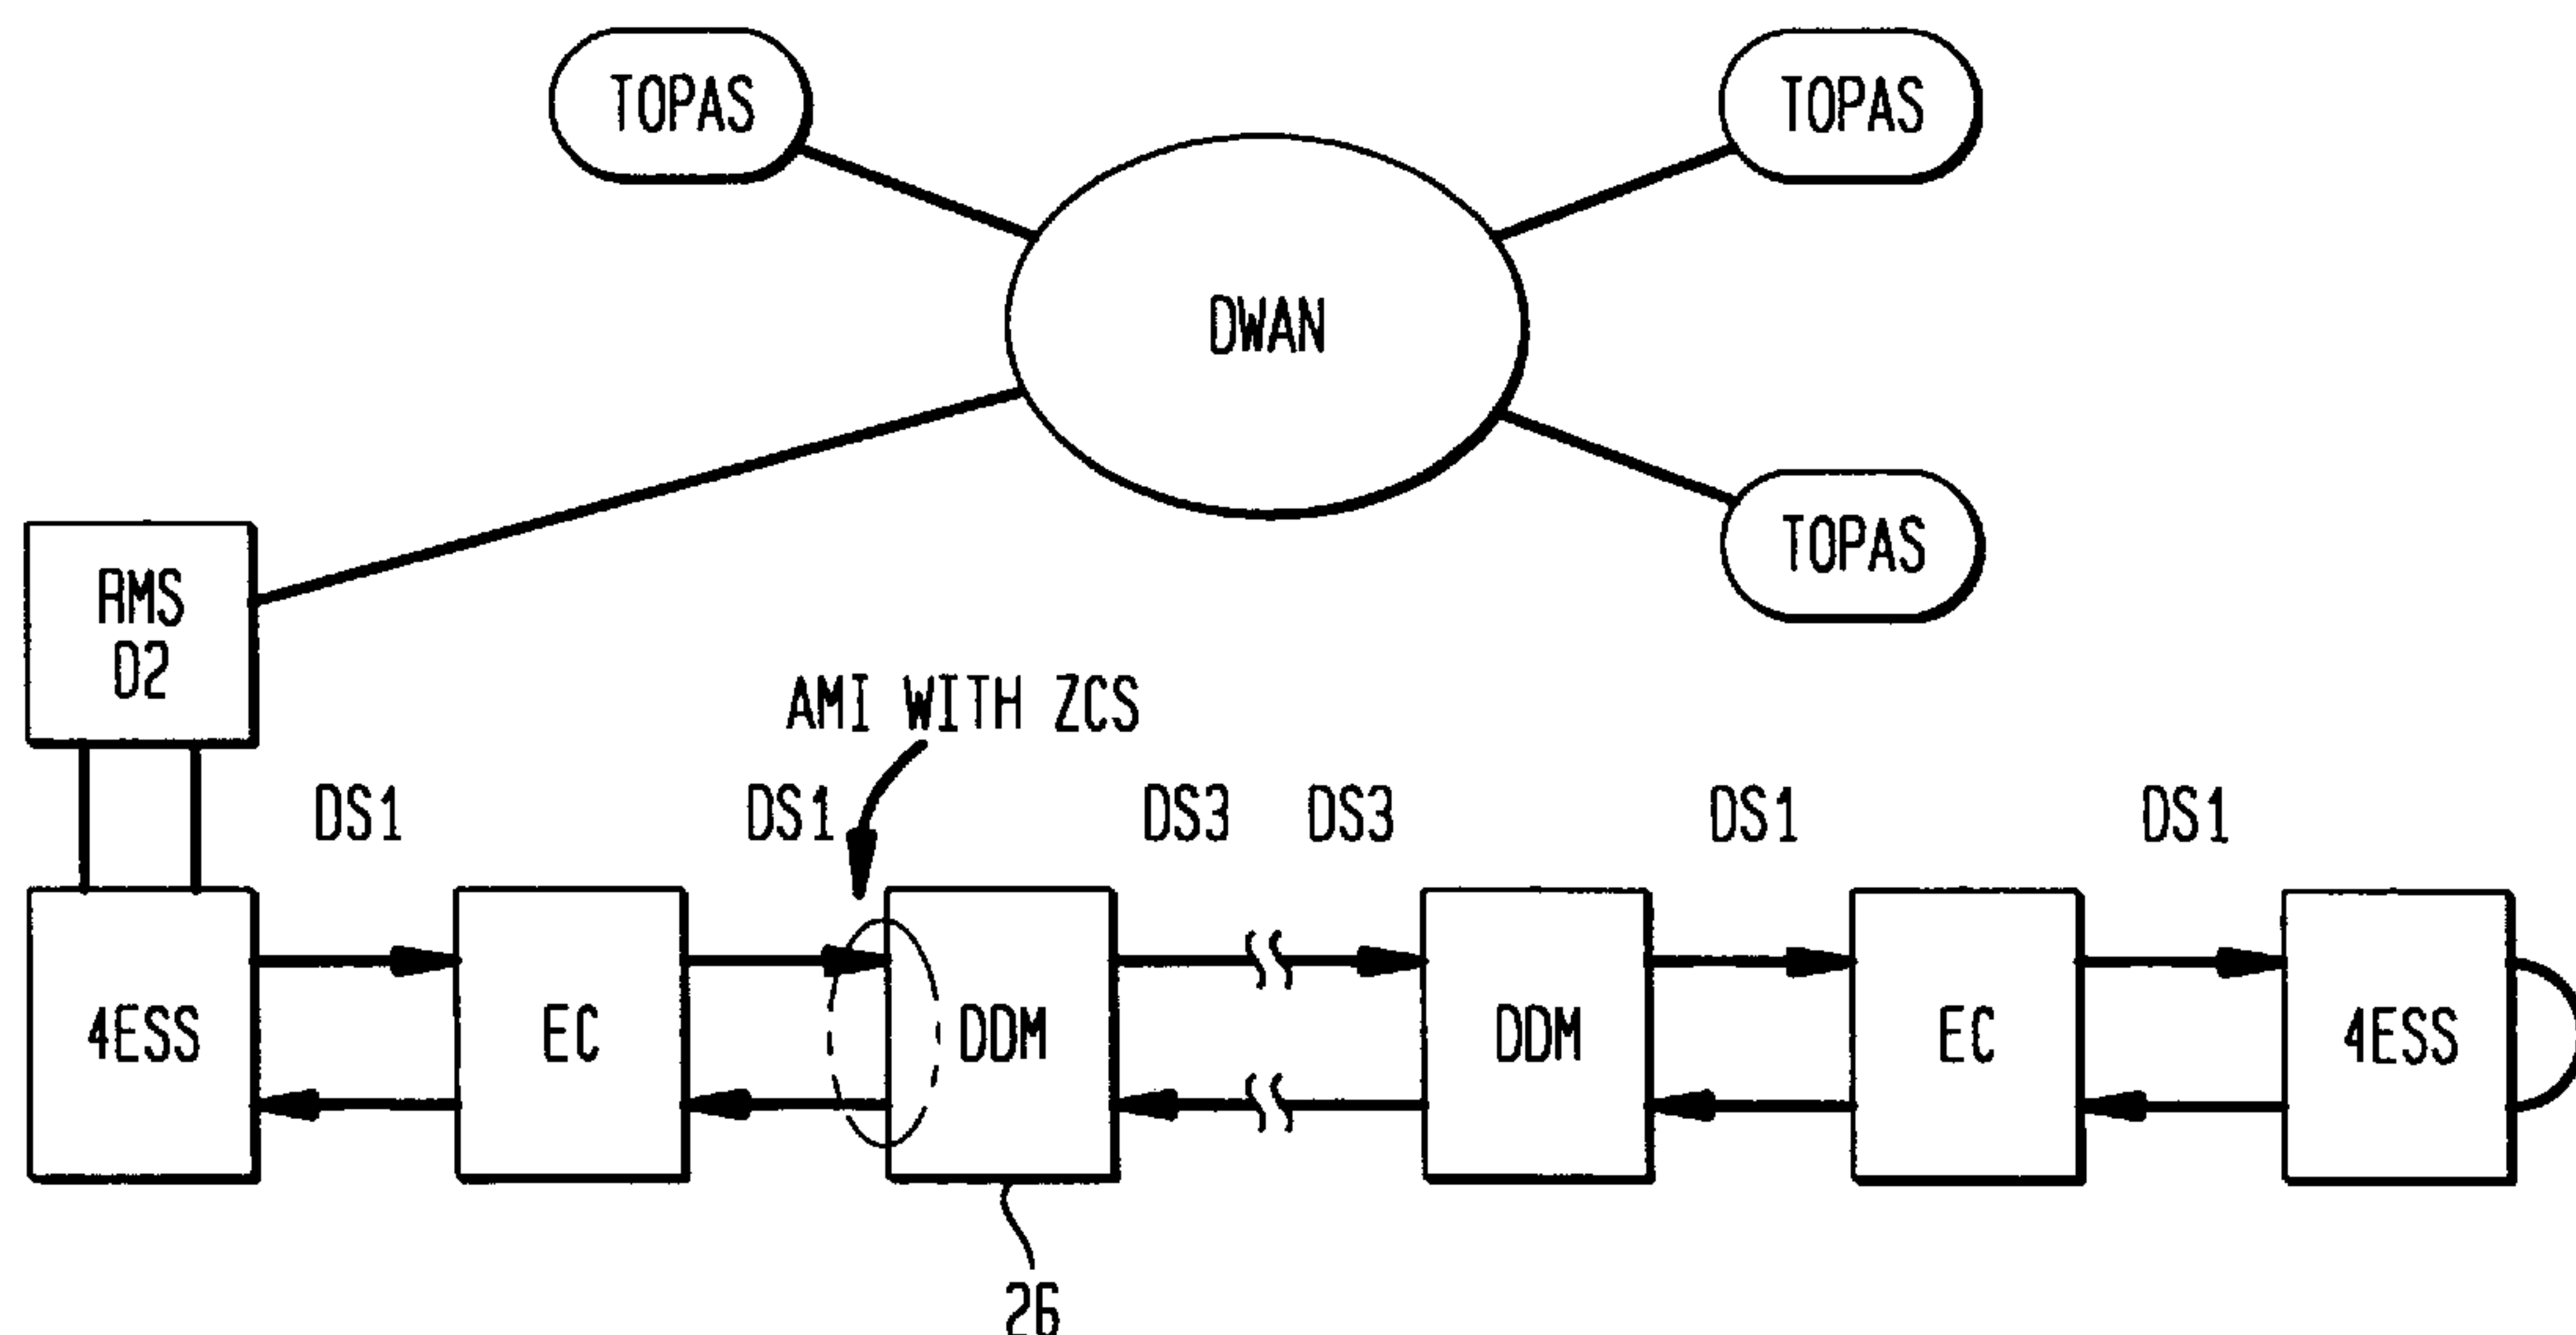 TOPAS
TOPAS
DWAN
TOPAS
RMS
D2
AMI WITH ZCS
DS1
DS1
DS3
DS3
DS1
DS1
4ESS
EC
DDM
DDM
EC
4ESS
26